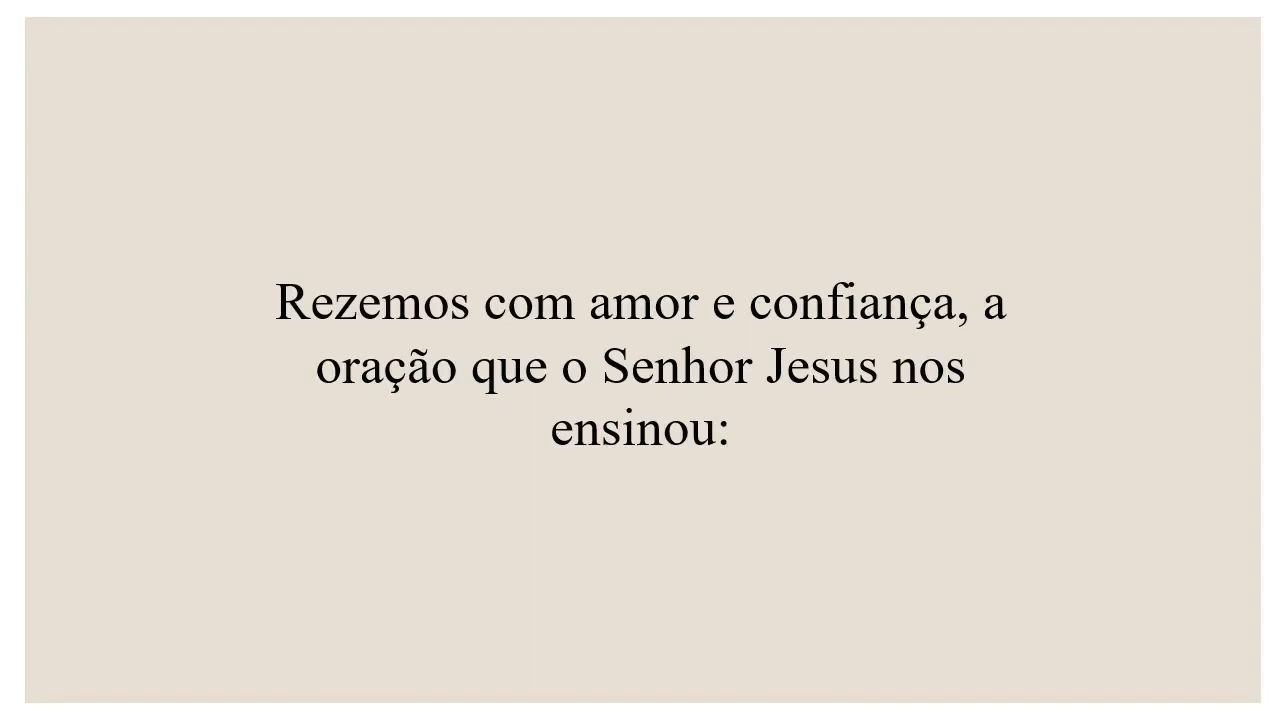 Rezemos com amor e confiança, a
oração que o Senhor Jesus nos
ensinou: